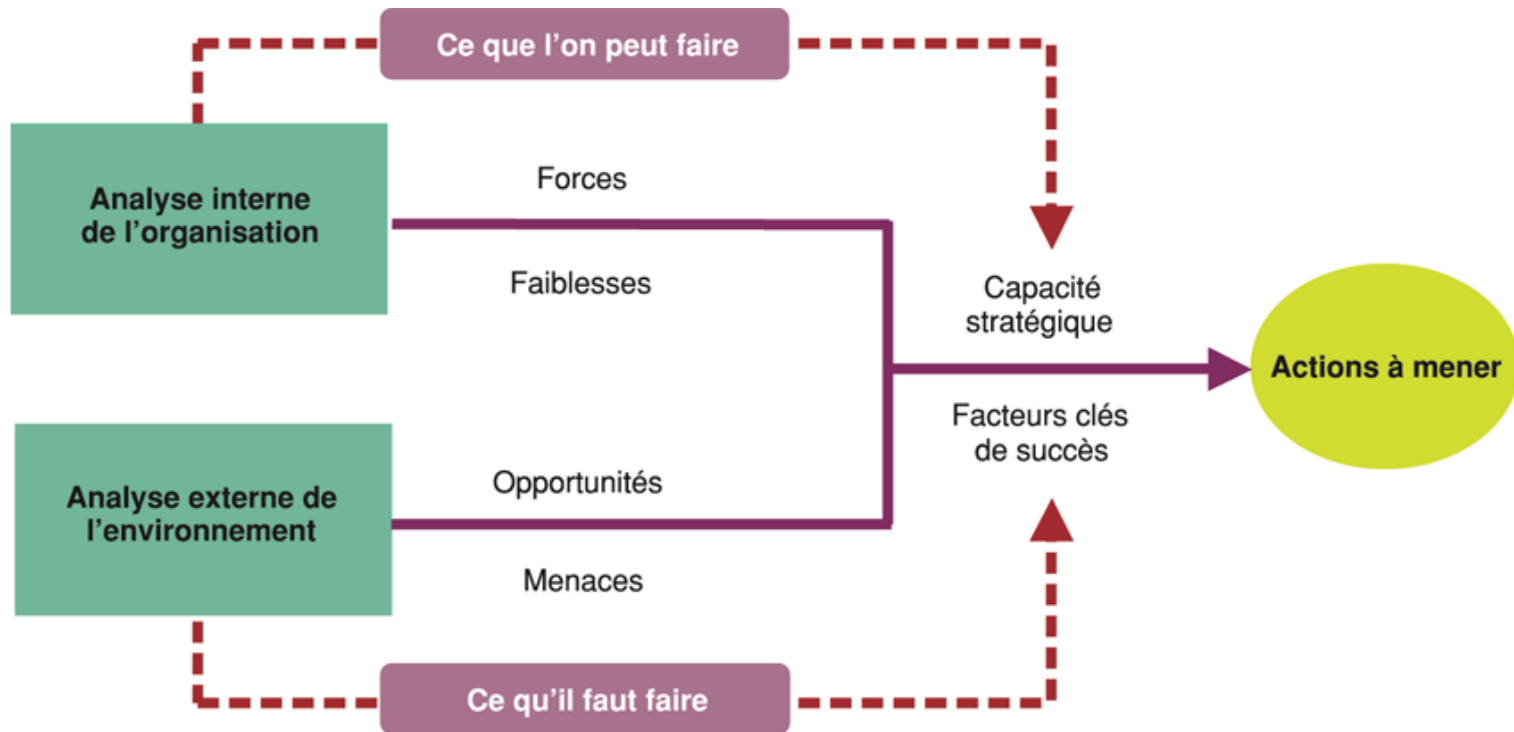 Ce que l’on peut faire
Analyse interne
de l’organisation
Forces
Faiblesses
Capacité
stratégique
Actions à mener
Facteurs clés
de succès
Analyse externe de
l’environnement
Opportunités
Menaces
Ce qu’il faut faire